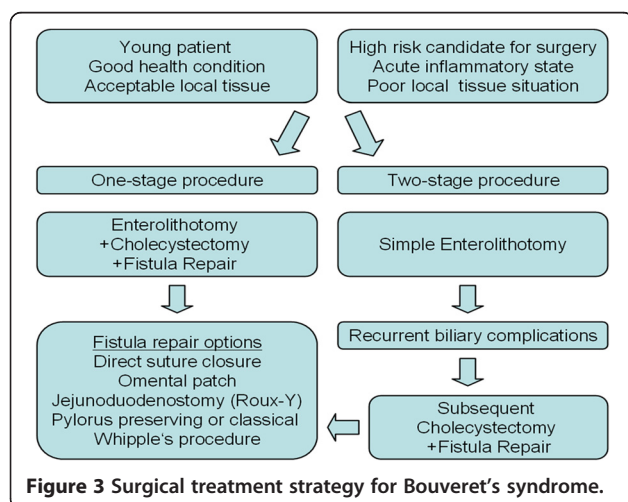 Young patient
Good health condition
Acceptable local tissue
High risk candidate for surgery
Acute inflammatory state
Poor local tissue situation
One-stage procedure
Two-stage procedure
Enterolithotomy
+Cholecystectomy
+Fistula Repair
Simple Enterolithotomy
Recurrent biliary complications
Fistula repair options
Direct suture closure
Omental patch
Jejunoduodenostomy (Roux-Y)
Pylorus preserving or classical
Whipple's procedure
Subsequent
Cholecystectomy
+Fistula Repair
Figure 3 Surgical treatment strategy for Bouveret's syndrome.